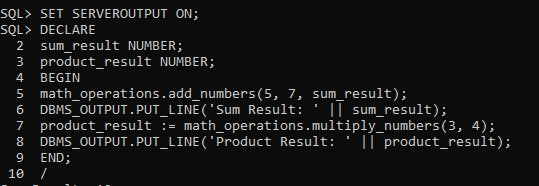 SQL> SET SERVEROUTPUT ON;
SQL> DECLARE
2 sum_result NUMBER;
3 product_result NUMBER;
4 BEGIN
5 math_operations.add_numbers(5, 7, sum_result);
6 DBMS_OUTPUT.PUT_LINE('Sum Result: ' || sum_result);
7 product_result := math_operations.multiply_numbers(3, 4);
8 DBMS_OUTPUT.PUT_LINE('Product Result: ' || product_result);
9 END;
10 /